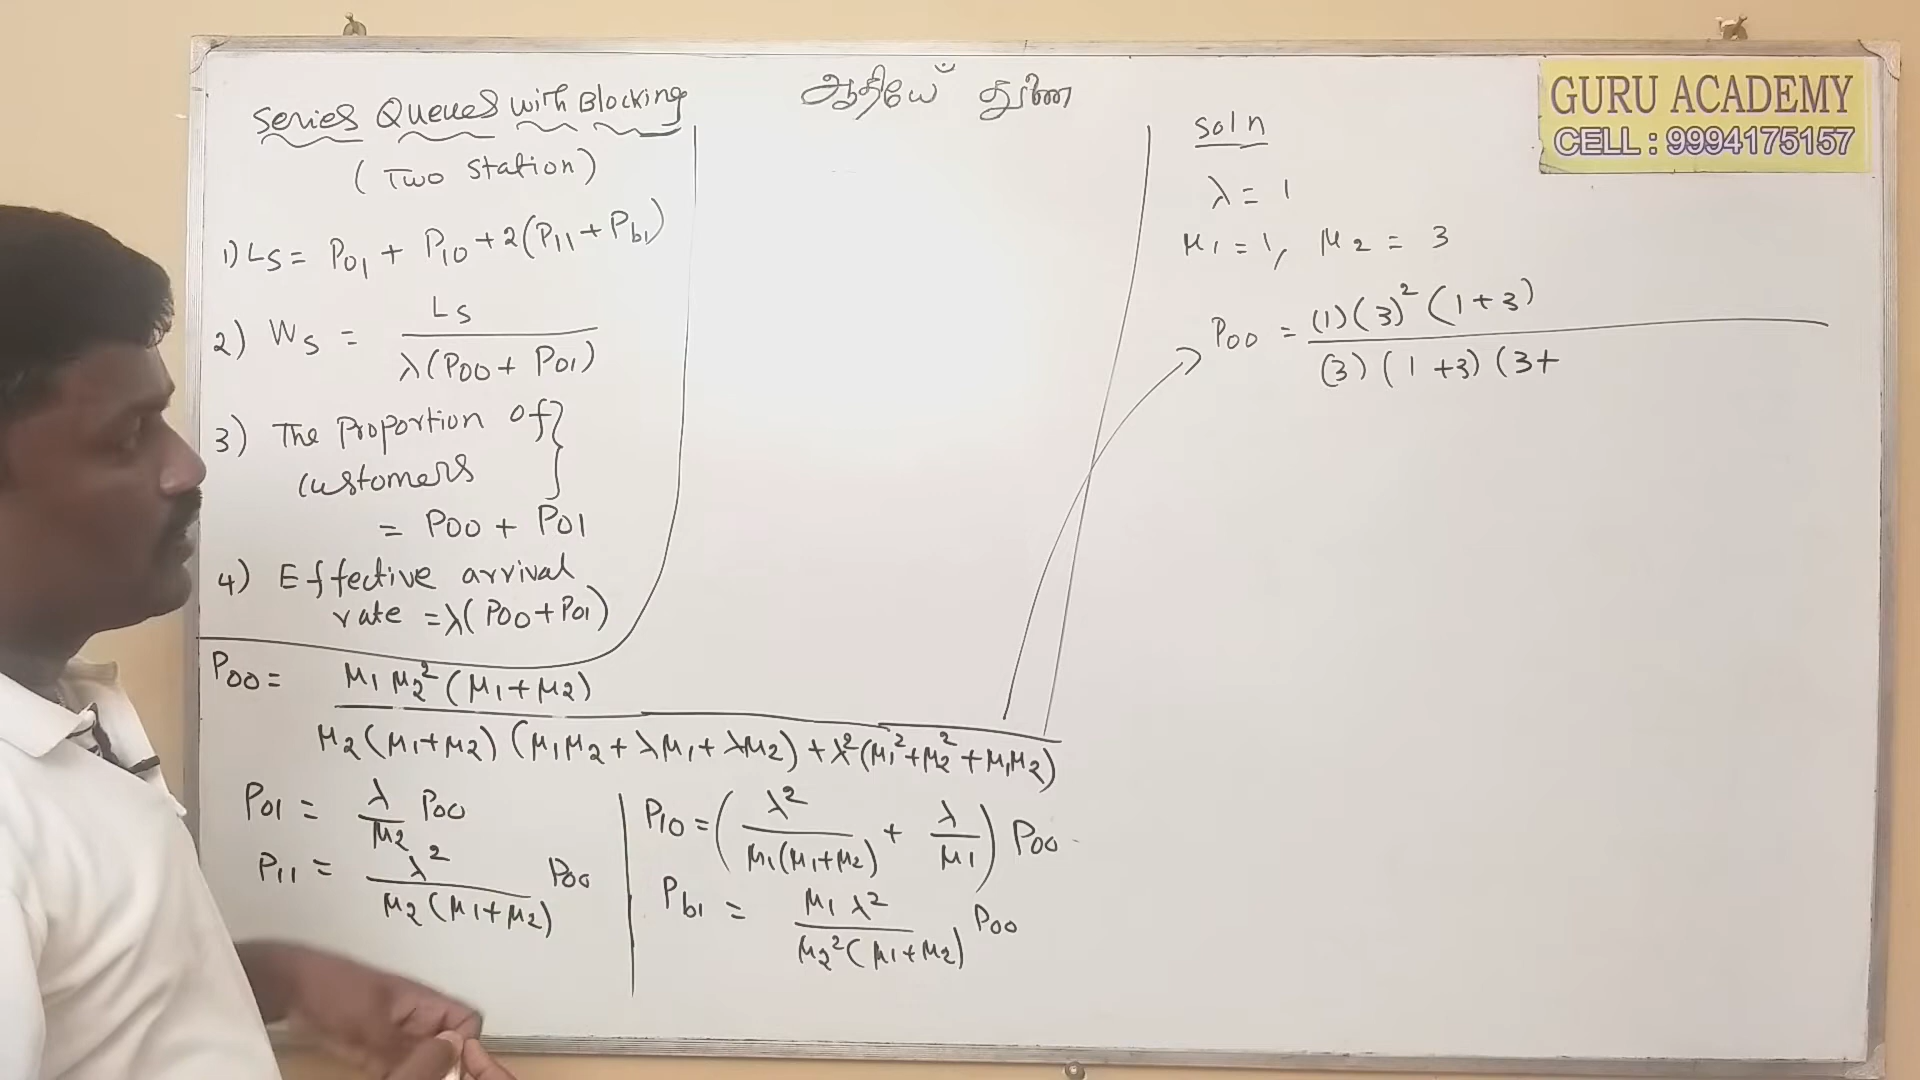 ஆதியே துணை
GURU ACADEMY
CELL : 9994175157
Series Queues with Blocking
(Two Station)
1) Ls = P01 + P10 + 2(P11 + Pb1)
2) Ws = Ls / λ(P00 + P01)
3) The Proportion of
customers }
= P00 + P01
4) Effective arrival
rate = λ(P00 + P01)
P00 = μ1 μ2² (μ1 + μ2) / μ2(μ1+μ2) (μ1μ2 + λμ1 + λμ2) + λ²(μ1² + μ2² + μ1μ2)
P01 = λ/μ2 P00
P11 = λ² / μ2(μ1+μ2) P00
P10 = (λ² / μ1(μ1+μ2) + λ/μ1) P00
Pb1 = μ1 λ² / μ2²(μ1+μ2) P00
Soln
λ = 1
μ1 = 1, μ2 = 3
P00 = (1)(3)² (1+3) / (3)(1+3)(3+